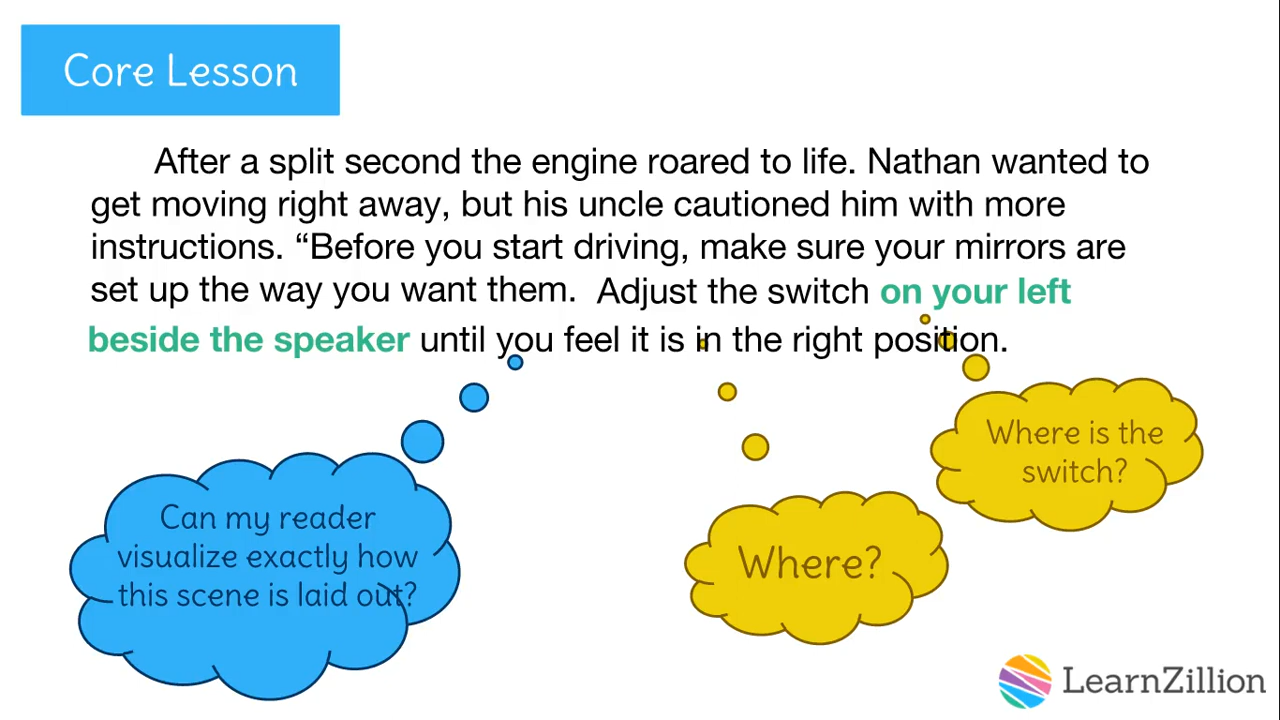 Core Lesson
After a split second the engine roared to life. Nathan wanted to
get moving right away, but his uncle cautioned him with more
instructions. “Before you start driving, make sure your mirrors are
set up the way you want them. Adjust the switch on your left
beside the speaker until you feel it is in the right position.
Where is the
switch?
Can my reader
visualize exactly how
this scene is laid out?
Where?
LearnZillion